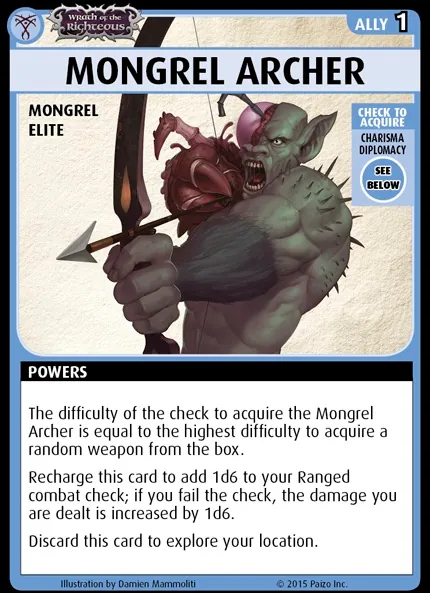 Wrath of the
Righteous
ALLY 1
MONGREL ARCHER
MONGREL
ELITE
CHECK TO
ACQUIRE
CHARISMA
DIPLOMACY
SEE
BELOW
POWERS
The difficulty of the check to acquire the Mongrel
Archer is equal to the highest difficulty to acquire a
random weapon from the box.
Recharge this card to add 1d6 to your Ranged
combat check; if you fail the check, the damage you
are dealt is increased by 1d6.
Discard this card to explore your location.
Illustration by Damien Mammoliti
© 2015 Paizo Inc.